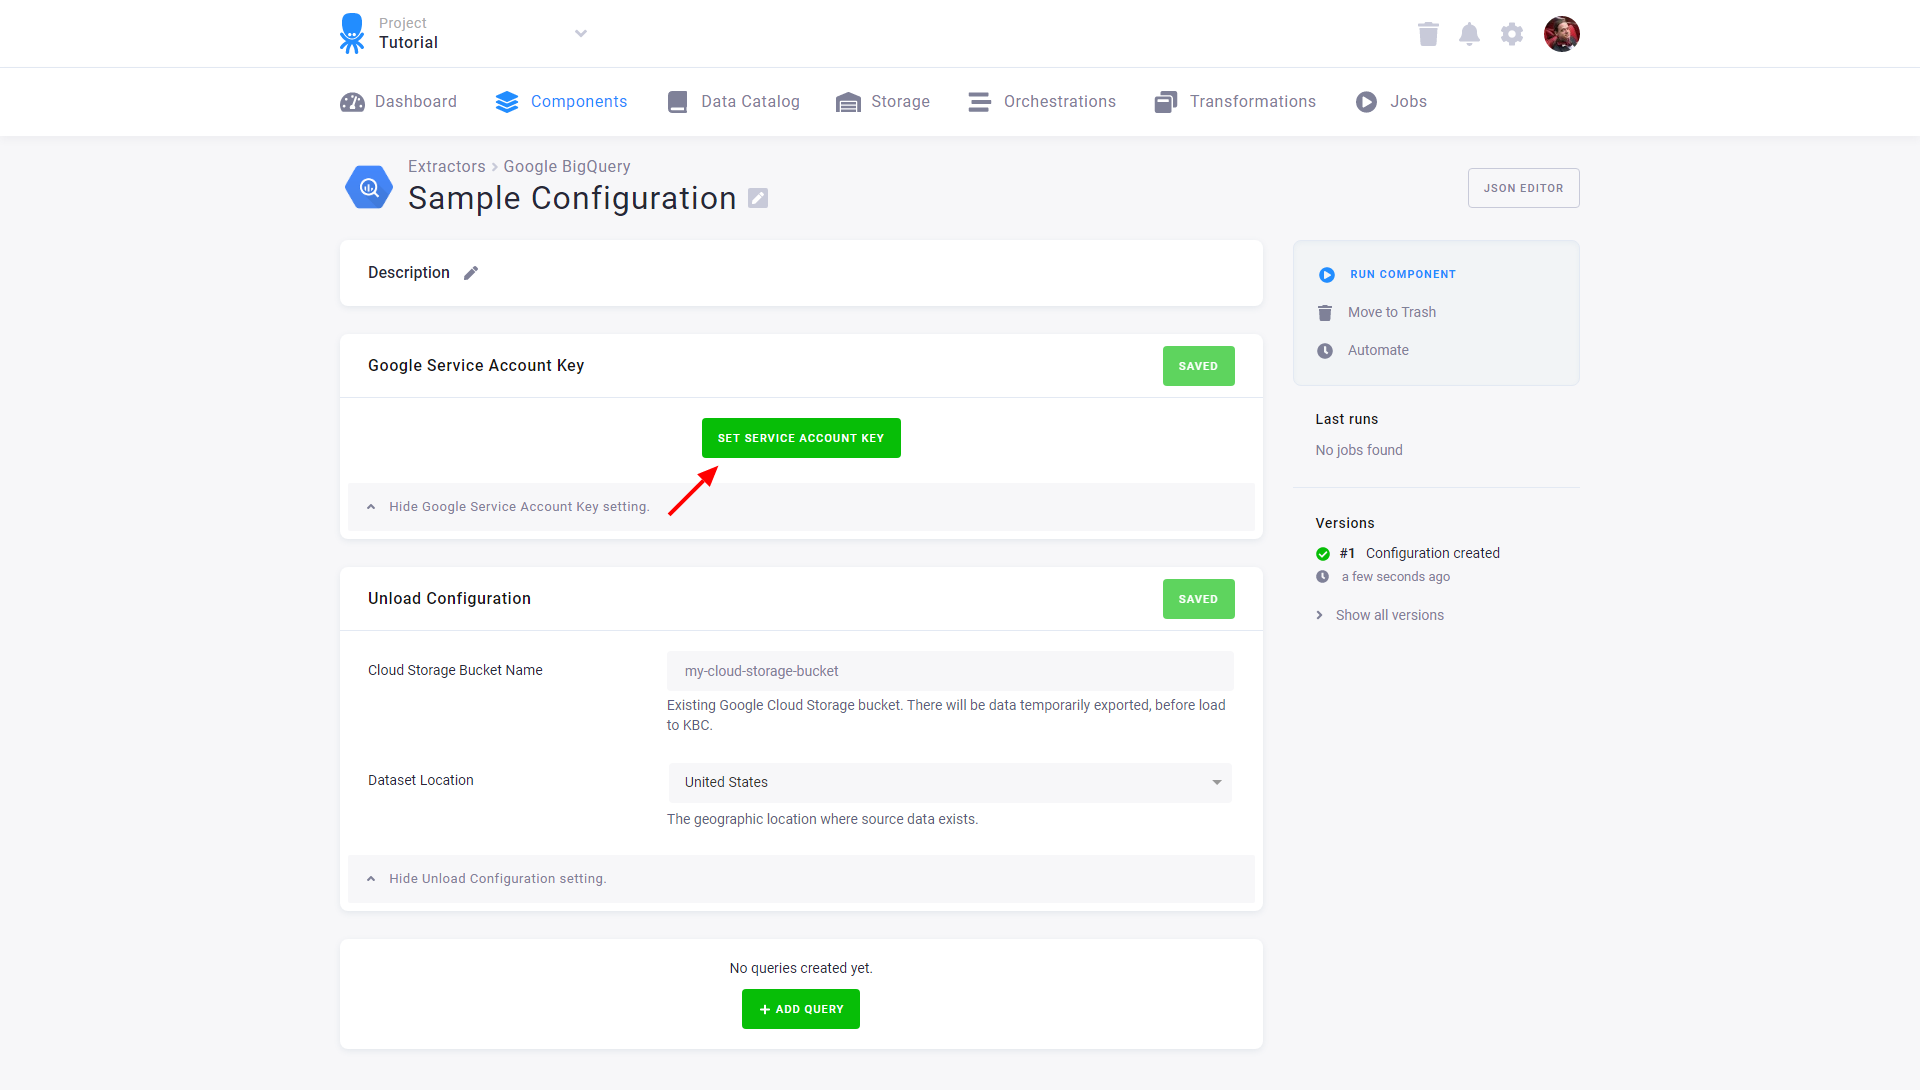 Project
Tutorial
Dashboard
Components
Data Catalog
Storage
Orchestrations
Transformations
Jobs
Extractors > Google BigQuery
Sample Configuration
JSON EDITOR
Description
RUN COMPONENT
Move to Trash
Automate
Google Service Account Key
SAVED
SET SERVICE ACCOUNT KEY
Hide Google Service Account Key setting.
Last runs
No jobs found
Versions
#1 Configuration created
a few seconds ago
Show all versions
Unload Configuration
SAVED
Cloud Storage Bucket Name
my-cloud-storage-bucket
Existing Google Cloud Storage bucket. There will be data temporarily exported, before load
to KBC.
Dataset Location
United States
The geographic location where source data exists.
Hide Unload Configuration setting.
No queries created yet.
+ ADD QUERY